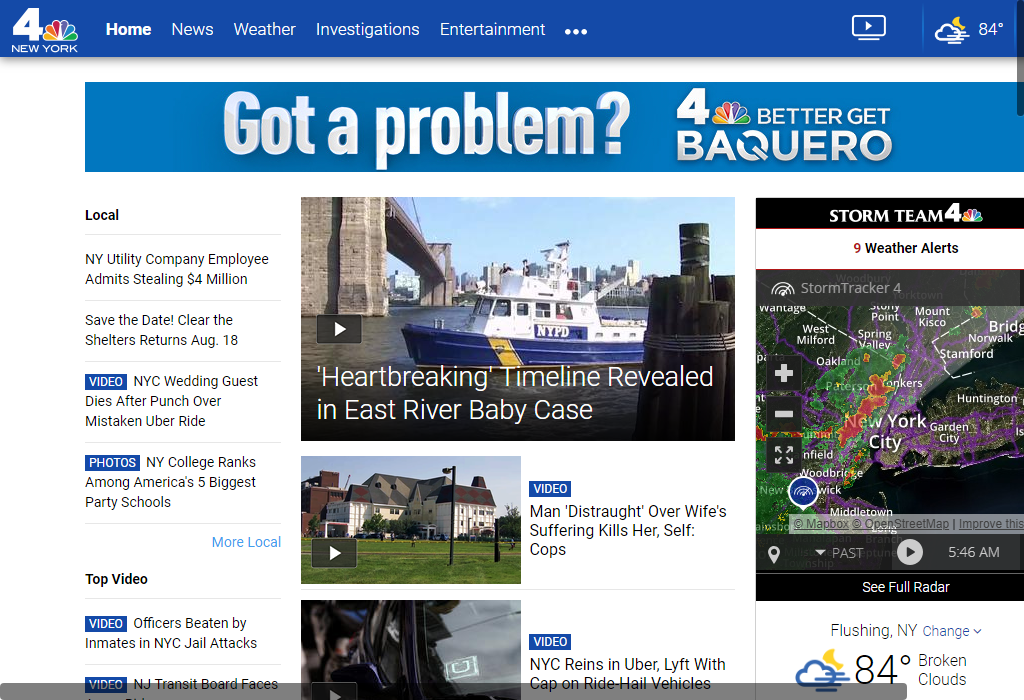 4
NEW YORK
Home News Weather Investigations Entertainment
84°
Got a problem?
4 BETTER GET
BAQUERO
Local
NY Utility Company Employee
Admits Stealing $4 Million
Save the Date! Clear the
Shelters Returns Aug. 18
VIDEO NYC Wedding Guest
Dies After Punch Over
Mistaken Uber Ride
PHOTOS NY College Ranks
Among America's 5 Biggest
Party Schools
More Local
Top Video
VIDEO Officers Beaten by
Inmates in NYC Jail Attacks
VIDEO NJ Transit Board Faces
NYPD
'Heartbreaking' Timeline Revealed
in East River Baby Case
VIDEO
Man 'Distraught' Over Wife's
Suffering Kills Her, Self:
Cops
VIDEO
NYC Reins in Uber, Lyft With
Cap on Ride-Hail Vehicles
STORM TEAM 4
9 Weather Alerts
StormTracker 4
Wantage
West
Milford
Stony
Point
Spring
Valley
Mount
Kisco
Bridg
Norwalk
Stamford
Oakland
Paterson
Yonkers
Huntington
New York
City
Garden
City
Woodbridge
Middletown
© Mapbox © OpenStreetMap | Improve this
PAST
5:46 AM
See Full Radar
Flushing, NY Change
84° Broken
Clouds